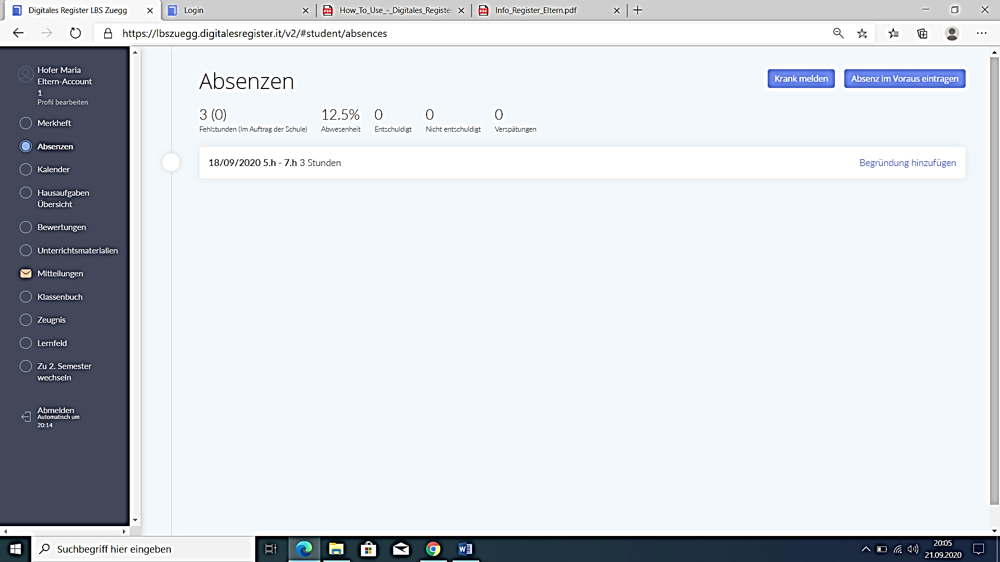 Digitales Register LBS Zuegg
Login
How_To_Use_-_Digitales_Register
Info_Register_Eltern.pdf
https://lbszuegg.digitalesregister.it/v2/#student/absences
Hofer Maria
Eltern-Account
1
Profil bearbeiten
Merkheft
Absenzen
Kalender
Hausaufgaben
Übersicht
Bewertungen
Unterrichtsmaterialien
Mitteilungen
Klassenbuch
Zeugnis
Lernfeld
Zu 2. Semester
wechseln
Abmelden
Automatisch um
20:14
Absenzen
Krank melden
Absenz im Voraus eintragen
3 (0)
Fehlstunden (Im Auftrag der Schule)
12.5%
Abwesenheit
0
Entschuldigt
0
Nicht entschuldigt
0
Verspätungen
18/09/2020 5.h - 7.h 3 Stunden
Begründung hinzufügen
Suchbegriff hier eingeben
20:05
21.09.2020